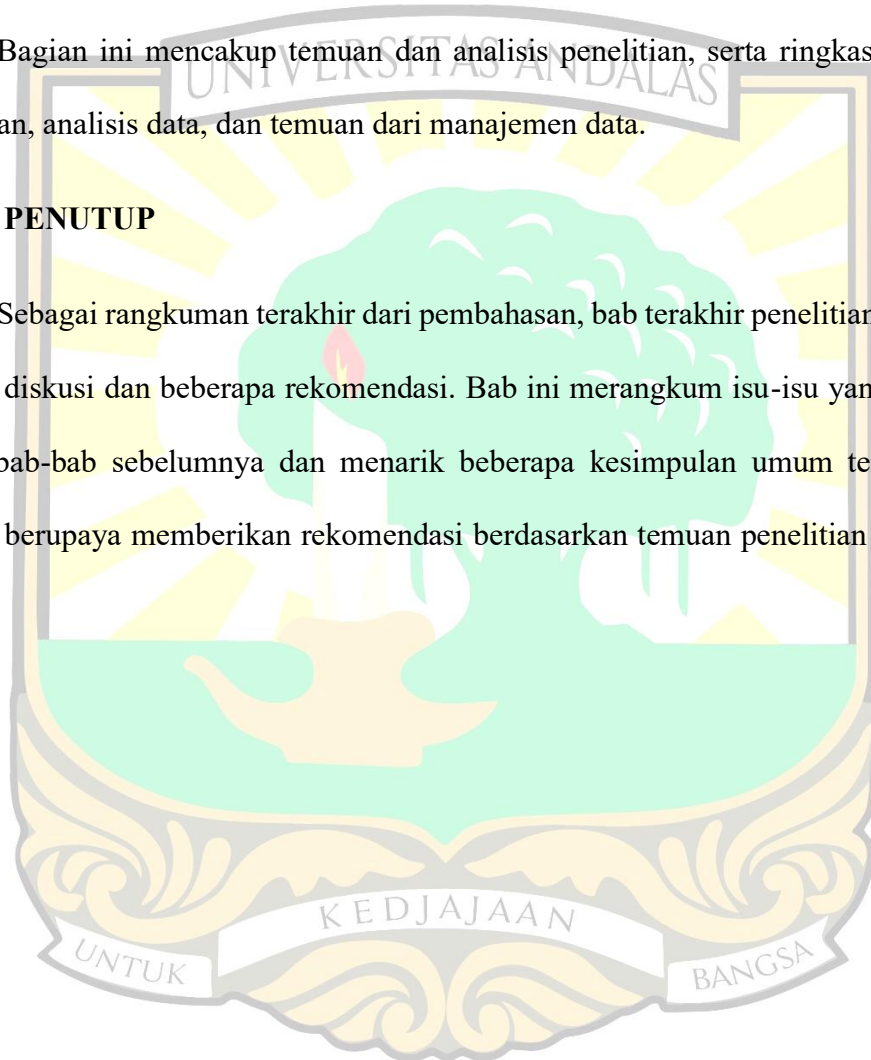 Bagian ini mencakup temuan dan analisis penelitian, serta ringkas
UNIVERSITAS ANDALAS
an, analisis data, dan temuan dari manajemen data.
PENUTUP
Sebagai rangkuman terakhir dari pembahasan, bab terakhir penelitian
diskusi dan beberapa rekomendasi. Bab ini merangkum isu-isu yan
bab-bab sebelumnya dan menarik beberapa kesimpulan umum te
berupaya memberikan rekomendasi berdasarkan temuan penelitian
KEDJAJAAN
UNTUK
BANGSA